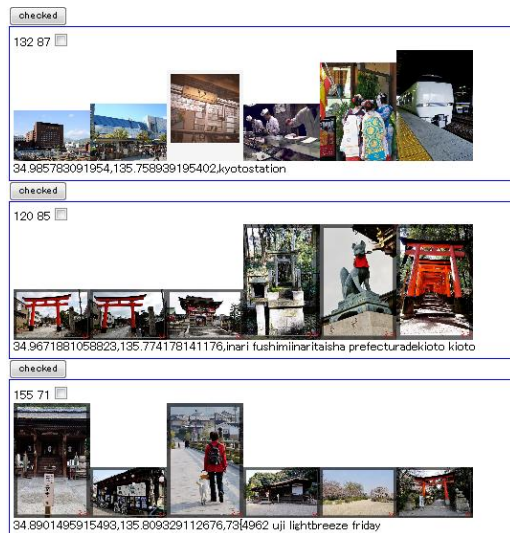 checked
132 87
34.985783091954,135.758939195402,kyotostation
checked
120 85
34.9671881058823,135.774178141176,inari fushimiinaritaisha prefecturadekioto kioto
checked
155 71
34.8901495915493,135.809329112676,73[4962 uji lightbreeze friday